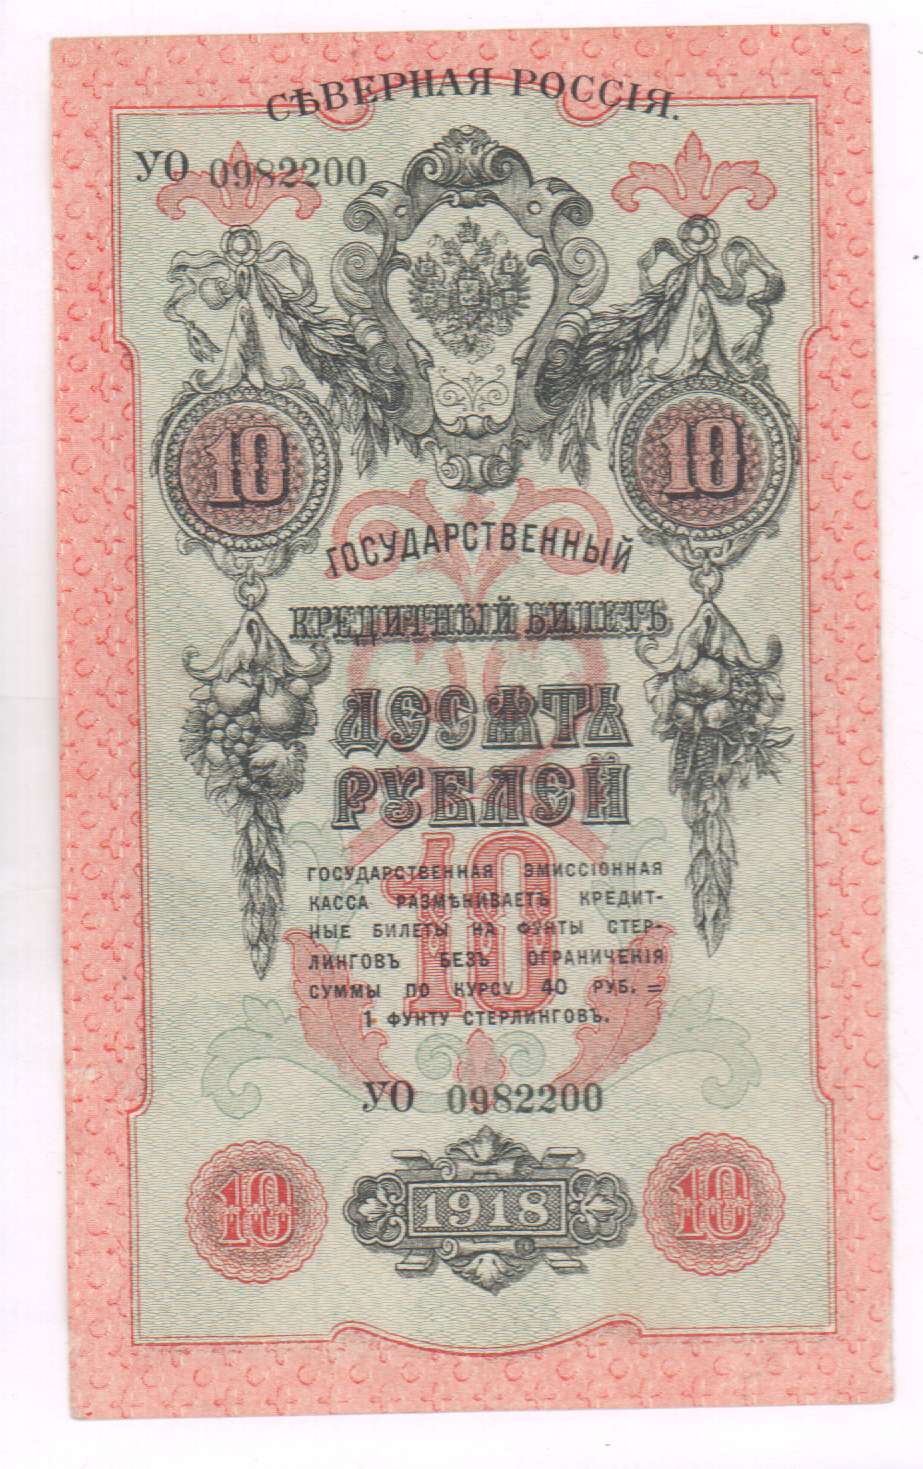 СѢВЕРНАЯ РОССІЯ.
УО 0982200
10 10
ГОСУДАРСТВЕННЫЙ
КРЕДИТНЫЙ БИЛЕТЪ
ДЕСЯТЬ
РУБЛЕЙ
10
ГОСУДАРСТВЕННАЯ ЭМИССІОННАЯ
КАССА РАЗМѢНИВАЕТЪ КРЕДИТ-
НЫЕ БИЛЕТЫ НА ФУНТЫ СТЕР-
ЛИНГОВЪ БЕЗЪ ОГРАНИЧЕНІЯ
СУММЫ ПО КУРСУ 40 РУБ. =
1 ФУНТУ СТЕРЛИНГОВЪ.
УО 0982200
10 1918 10